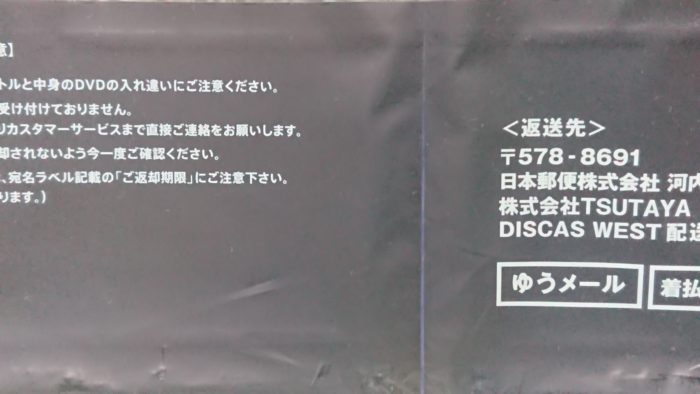 意】
トルと中身のDVDの入れ違いにご注意ください。
受け付けておりません。
リカスタマーサービスまで直接ご連絡をお願いします。
却されないよう今一度ご確認ください。
、宛名ラベル記載の「ご返却期限」にご注意下さい。
ります。)
<返送先>
〒578-8691
日本郵便株式会社 河内
株式会社TSUTAYA
DISCAS WEST 配送
ゆうメール
着払